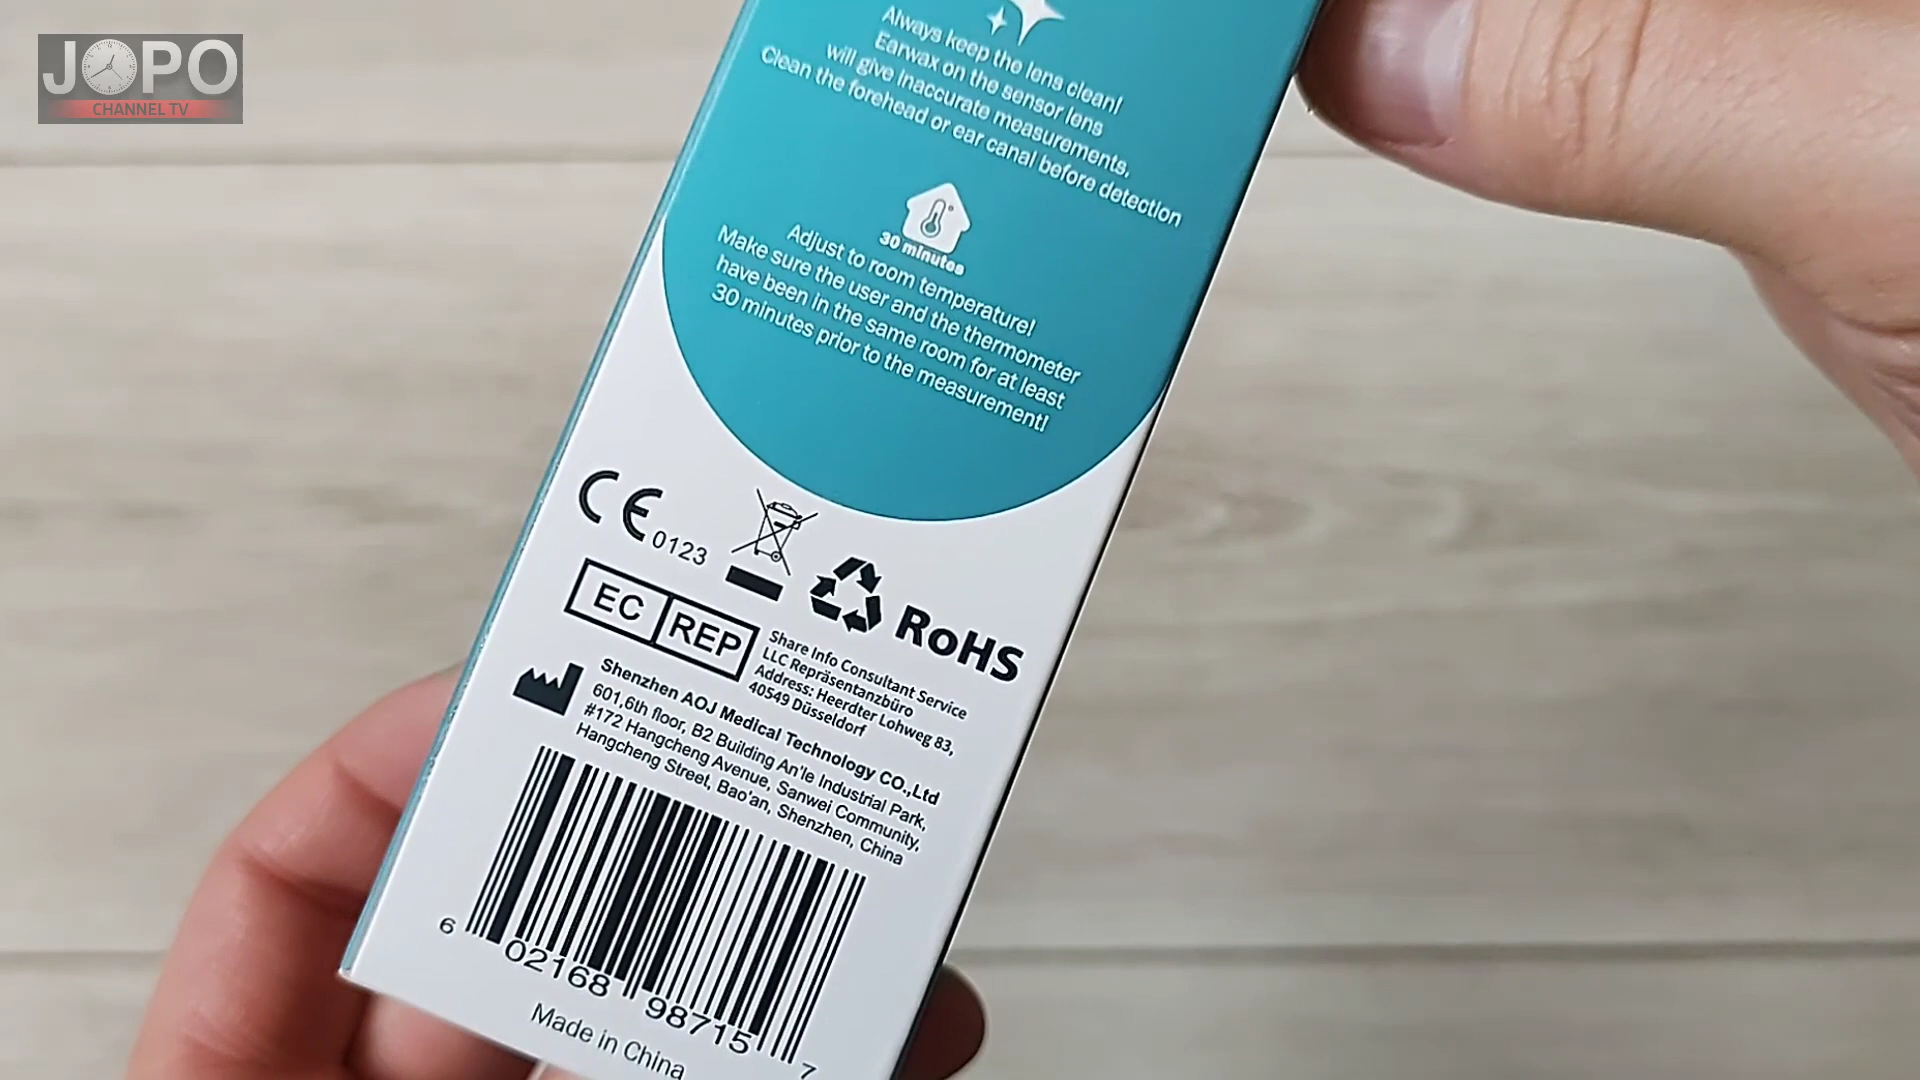 JOPO
CHANNEL TV
Always keep the lens clean!
Earwax on the sensor lens
will give inaccurate measurements.
Clean the forehead or ear canal before detection
30 minutes
Adjust to room temperature!
Make sure the user and the thermometer
have been in the same room for at least
30 minutes prior to the measurement!
CE 0123
RoHS
EC REP
Share Info Consultant Service
LLC Repräsentanzbüro
Address: Heerdter Lohweg 83,
40549 Düsseldorf
Shenzhen AOJ Medical Technology CO.,Ltd
601,6th floor, B2 Building An'le Industrial Park,
#172 Hangcheng Avenue, Sanwei Community,
Hangcheng Street, Bao'an, Shenzhen, China
6 02168 98715 7
Made in China